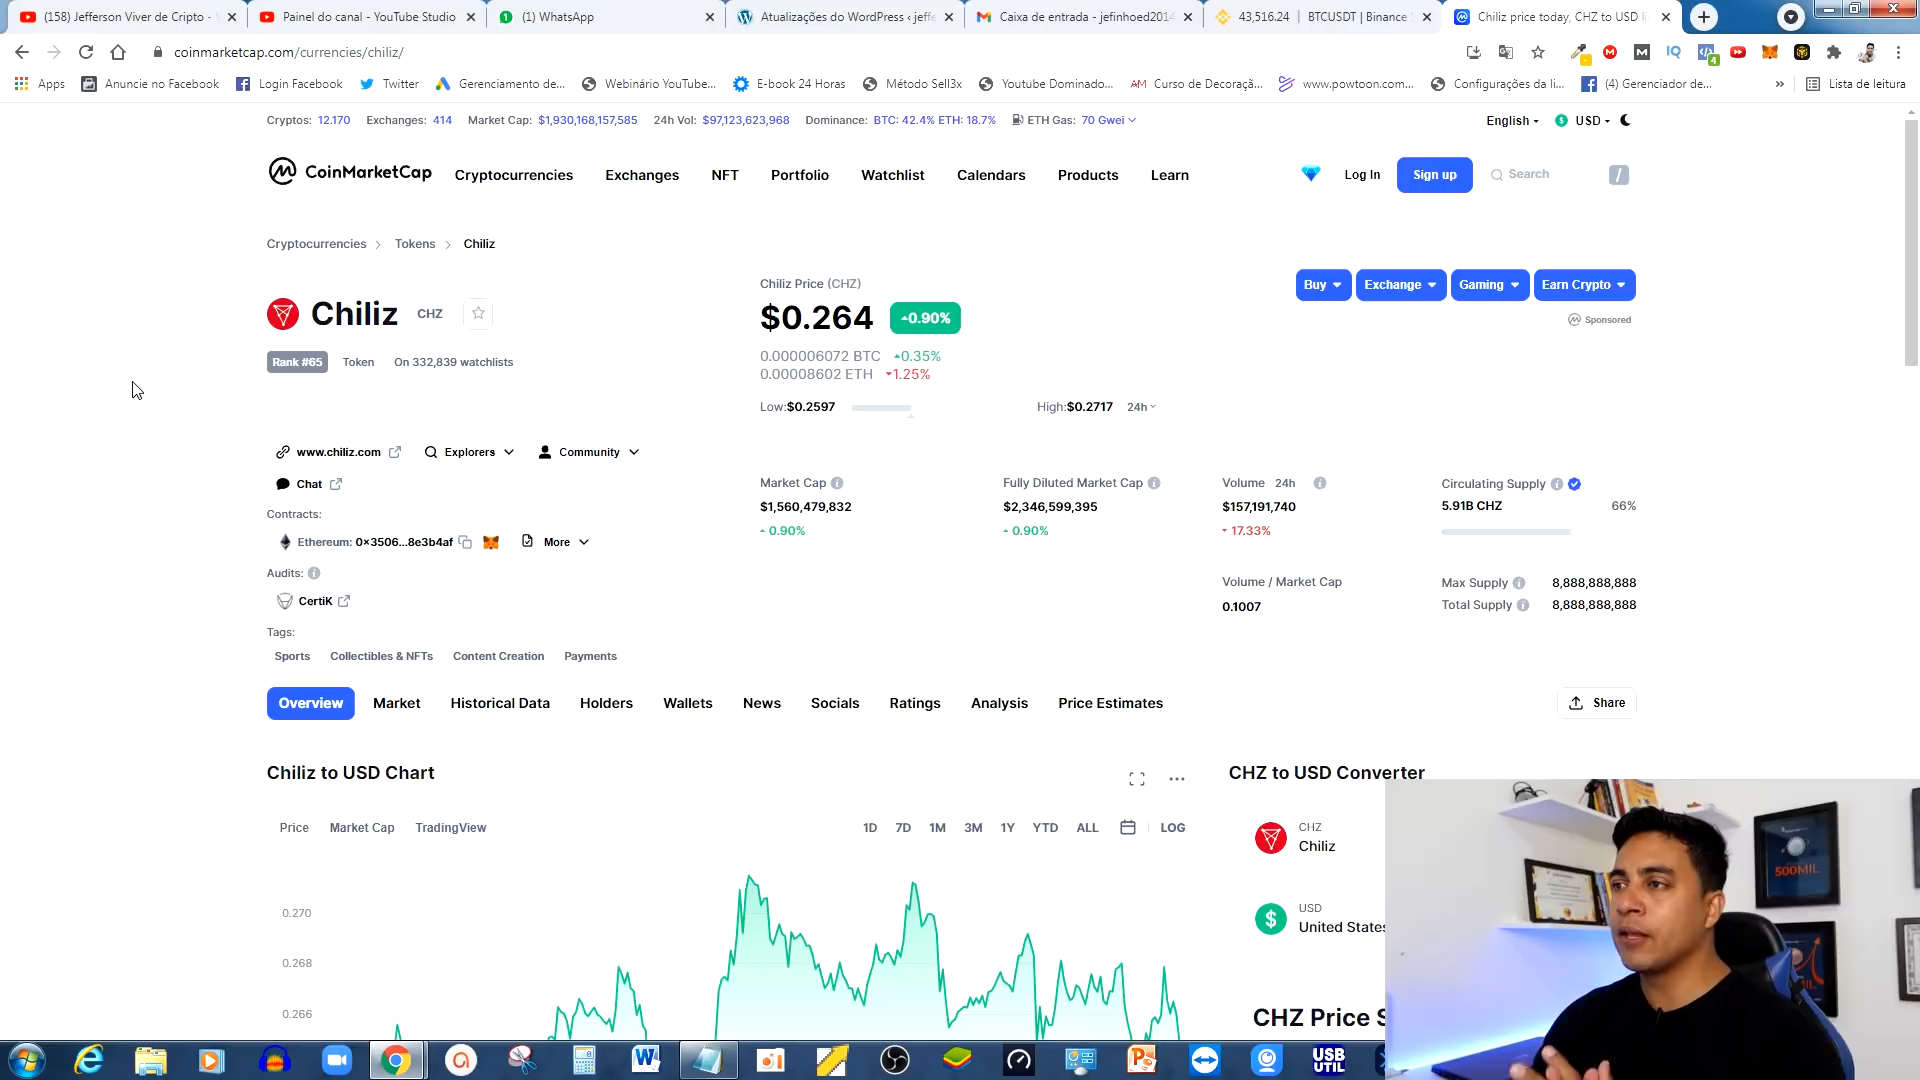 (158) Jefferson Viver de Cripto -
Painel do canal - YouTube Studio
(1) WhatsApp
Atualizações do WordPress ‹ jeffe
Caixa de entrada - jefinhoed2014
43,516.24 | BTCUSDT | Binance
Chiliz price today, CHZ to USD li
coinmarketcap.com/currencies/chiliz/
Apps
Anuncie no Facebook
Login Facebook
Twitter
Gerenciamento de...
Webinário YouTube...
E-book 24 Horas
Método Sell3x
Youtube Dominado...
AM Curso de Decoraçã...
www.powtoon.com...
Configurações da li...
(4) Gerenciador de...
»
Lista de leitura
Cryptos: 12.170 Exchanges: 414 Market Cap: $1,930,168,157,585 24h Vol: $97,123,623,968 Dominance: BTC: 42.4% ETH: 18.7% ETH Gas: 70 Gwei
English USD
CoinMarketCap
Cryptocurrencies Exchanges NFT Portfolio Watchlist Calendars Products Learn
Log In Sign up Search /
Cryptocurrencies > Tokens > Chiliz
Chiliz CHZ
Rank #65 Token On 332,839 watchlists
Chiliz Price (CHZ)
$0.264 0.90%
0.000006072 BTC 0.35%
0.00008602 ETH 1.25%
Low:$0.2597 High:$0.2717 24h
Buy Exchange Gaming Earn Crypto
Sponsored
www.chiliz.com Explorers Community
Chat
Contracts:
Ethereum: 0x3506...8e3b4af More
Audits:
CertiK
Tags:
Sports Collectibles & NFTs Content Creation Payments
Market Cap
$1,560,479,832
0.90%
Fully Diluted Market Cap
$2,346,599,395
0.90%
Volume 24h
$157,191,740
17.33%
Volume / Market Cap
0.1007
Circulating Supply
5.91B CHZ 66%
Max Supply 8,888,888,888
Total Supply 8,888,888,888
Overview Market Historical Data Holders Wallets News Socials Ratings Analysis Price Estimates
Share
Chiliz to USD Chart
Price Market Cap TradingView
1D 7D 1M 3M 1Y YTD ALL LOG
0.270
0.268
0.266
CHZ to USD Converter
CHZ
Chiliz
USD
United States
CHZ Price S
500MIL
USB
UTIL